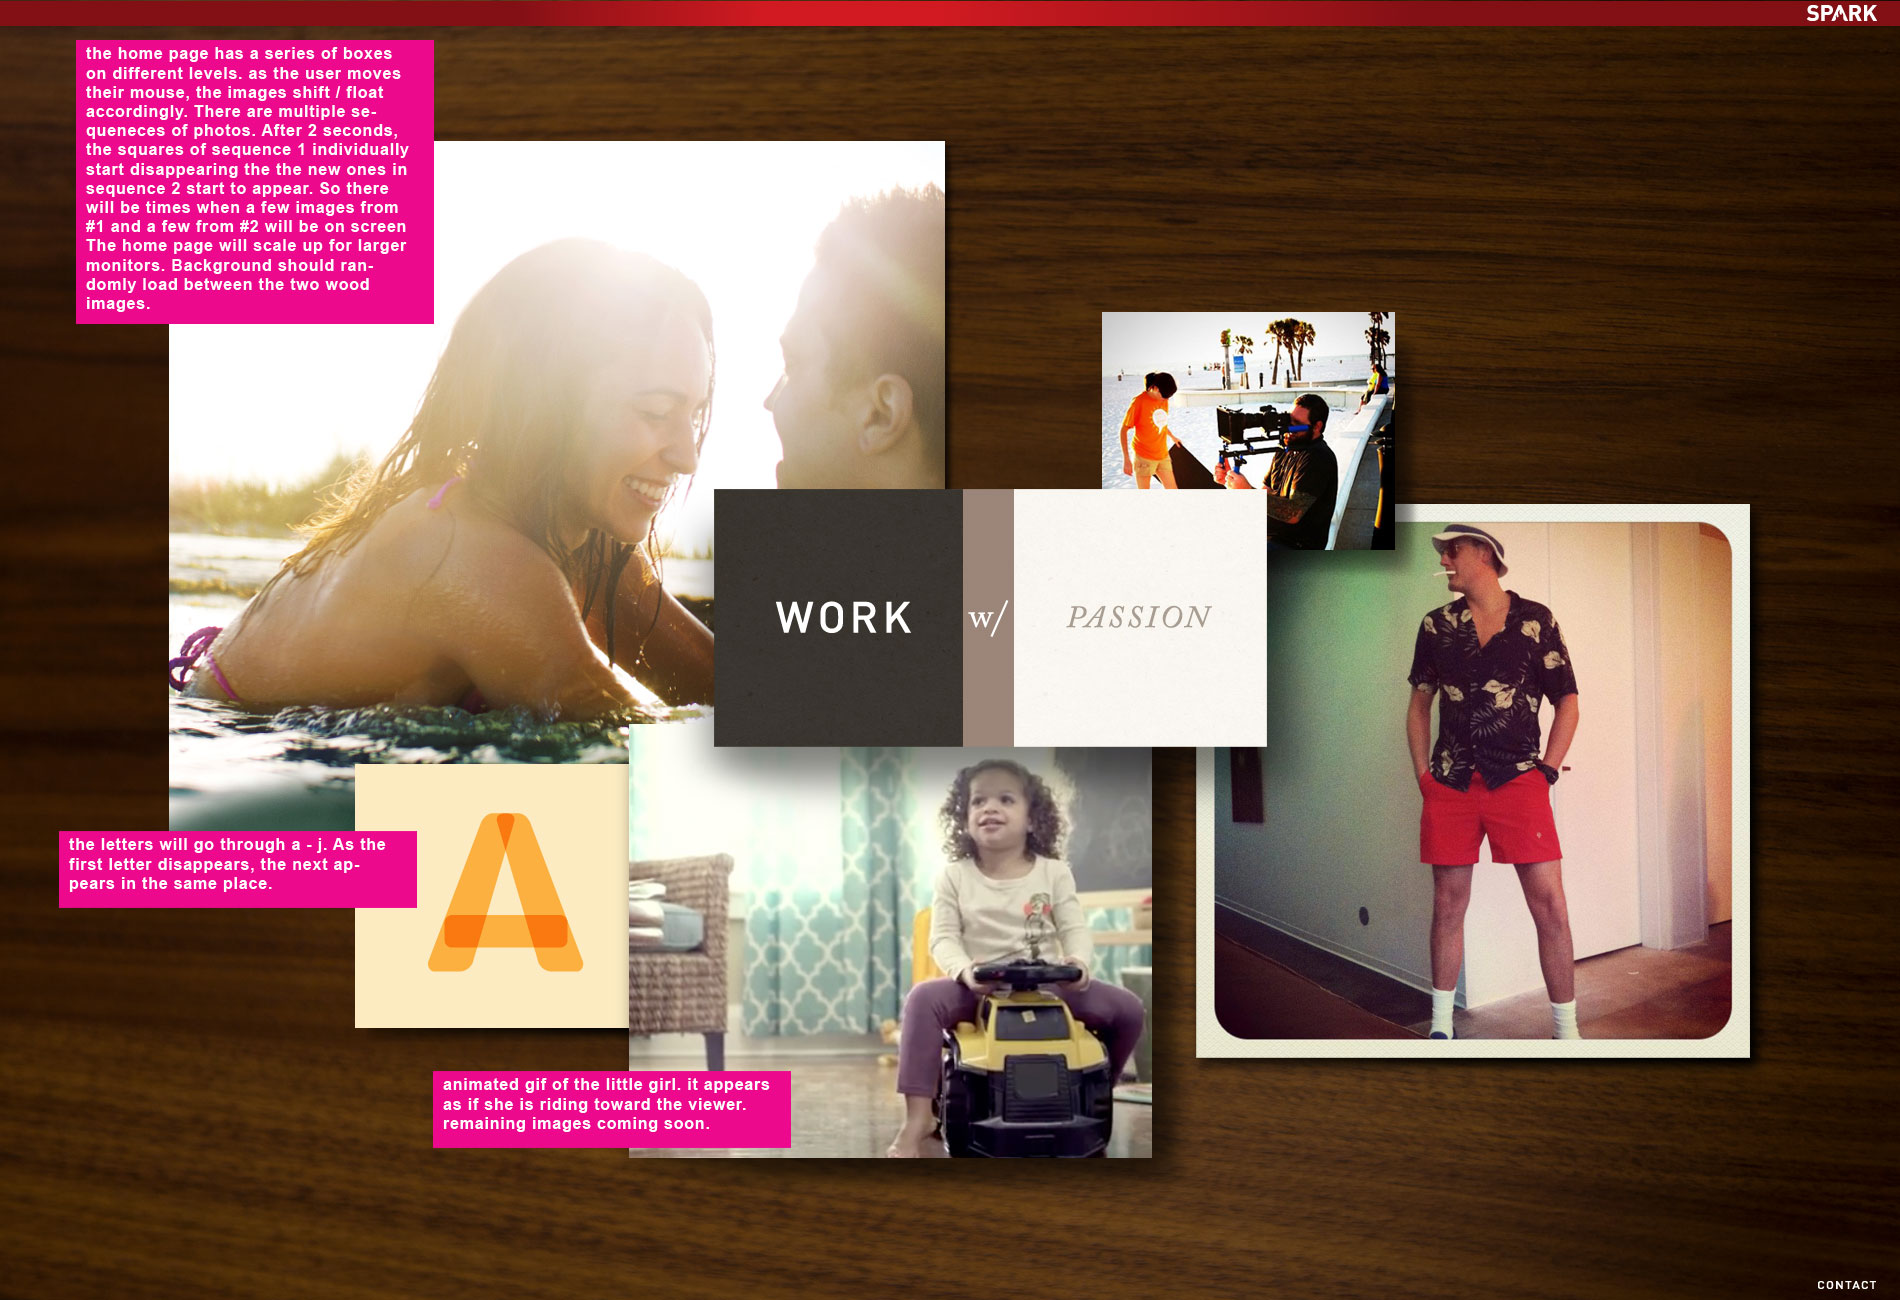 SPARK
the home page has a series of boxes
on different levels. as the user moves
their mouse, the images shift / float
accordingly. There are multiple se-
queneces of photos. After 2 seconds,
the squares of sequence 1 individually
start disappearing the the new ones in
sequence 2 start to appear. So there
will be times when a few images from
#1 and a few from #2 will be on screen
The home page will scale up for larger
monitors. Background should ran-
domly load between the two wood
images.
WORK w/ PASSION
the letters will go through a - j. As the
first letter disappears, the next ap-
pears in the same place.
A
animated gif of the little girl. it appears
as if she is riding toward the viewer.
remaining images coming soon.
CONTACT